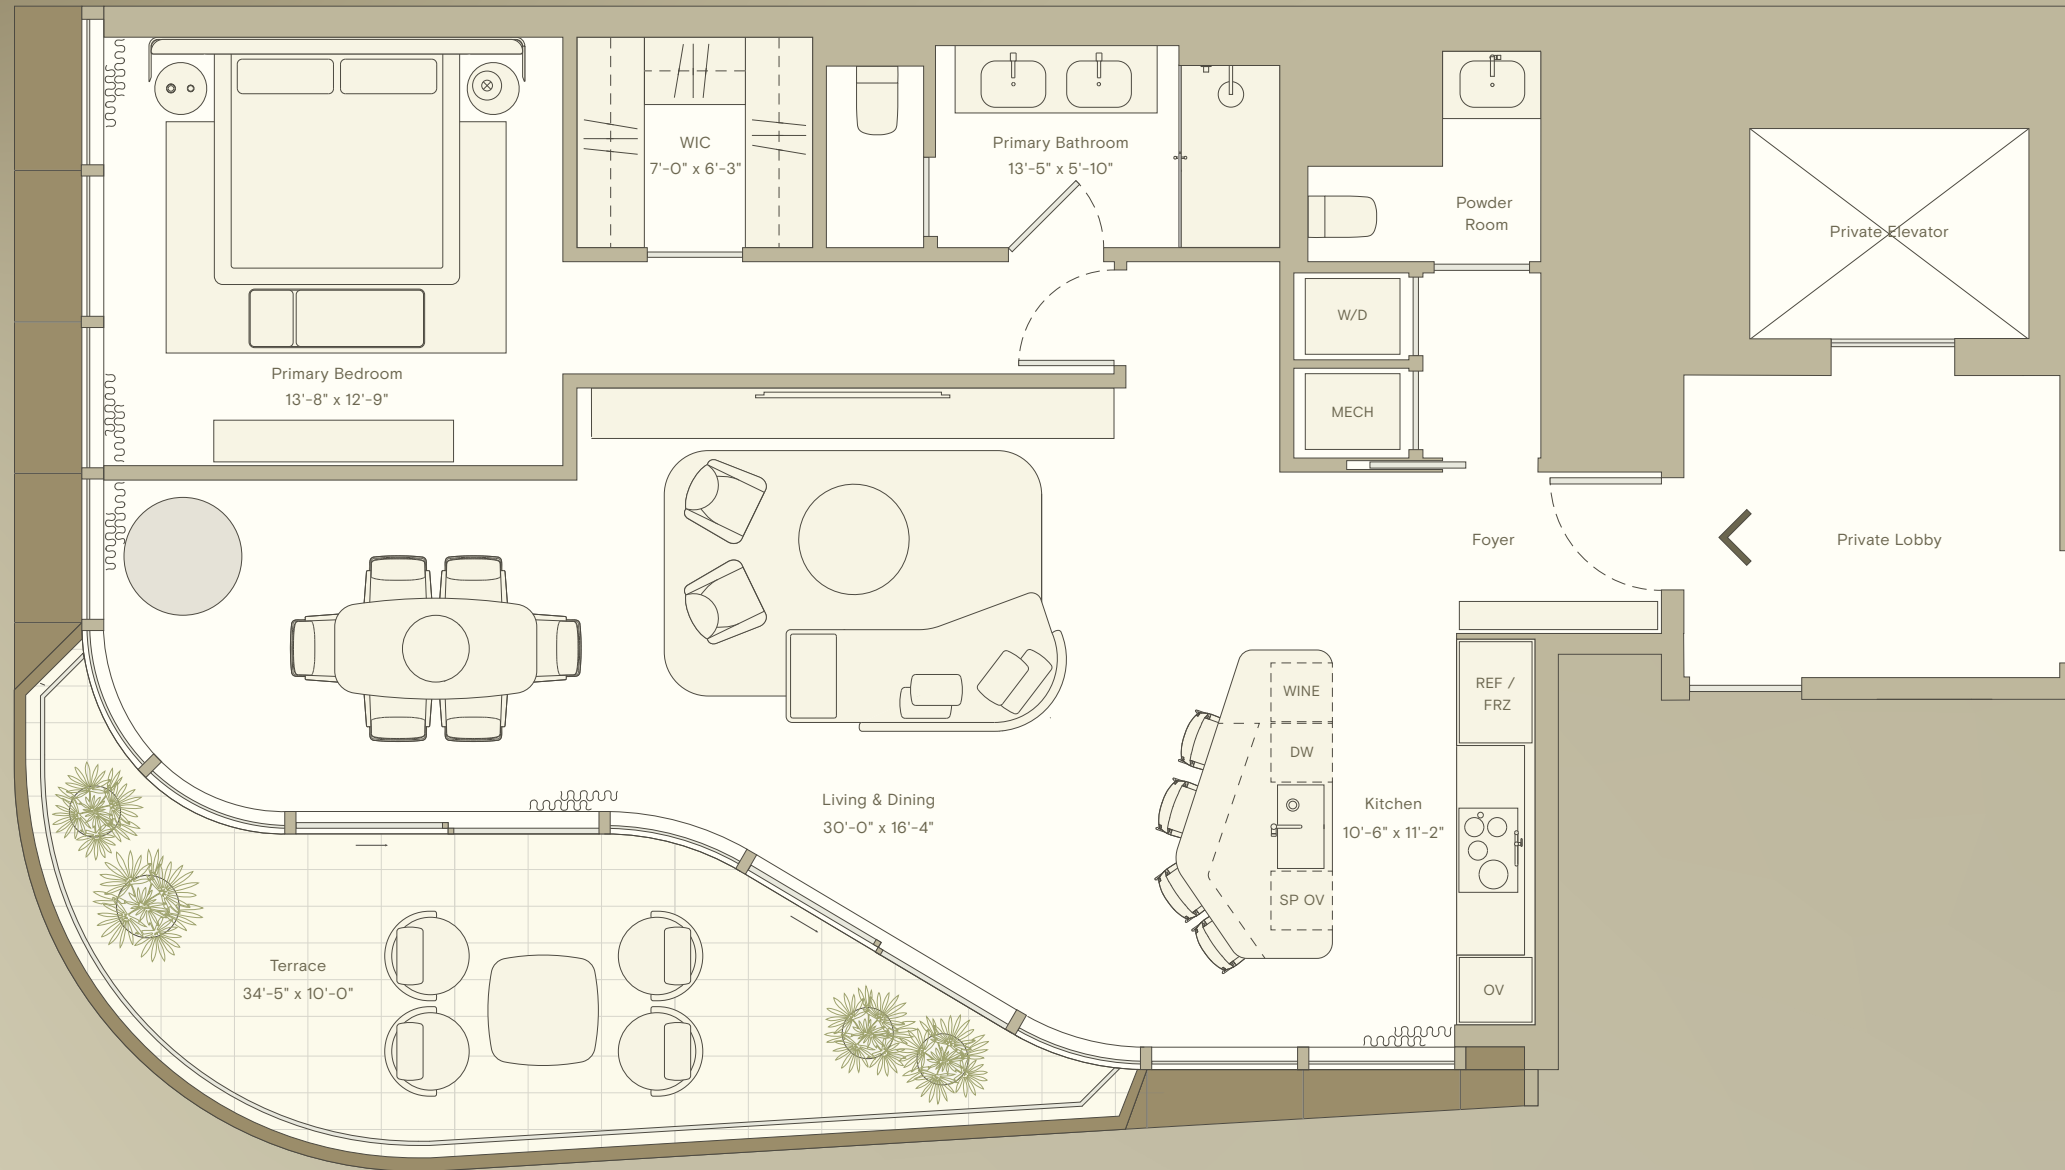 WIC
7'-0" x 6'-3"
Primary Bathroom
13'-5" x 5'-10"
Powder
Room
Private Elevator
W/D
Primary Bedroom
13'-8" x 12'-9"
MECH
Foyer
Private Lobby
REF /
FRZ
WINE
DW
Living & Dining
30'-0" x 16'-4"
Kitchen
10'-6" x 11'-2"
SP OV
Terrace
34'-5" x 10'-0"
OV